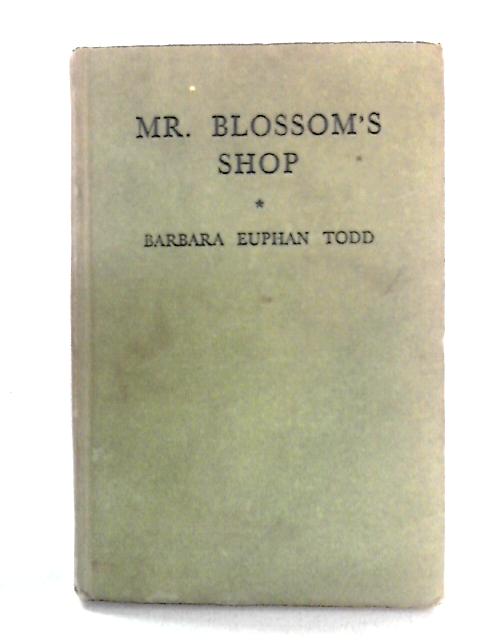 MR. BLOSSOM'S
SHOP
*
BARBARA EUPHAN TODD